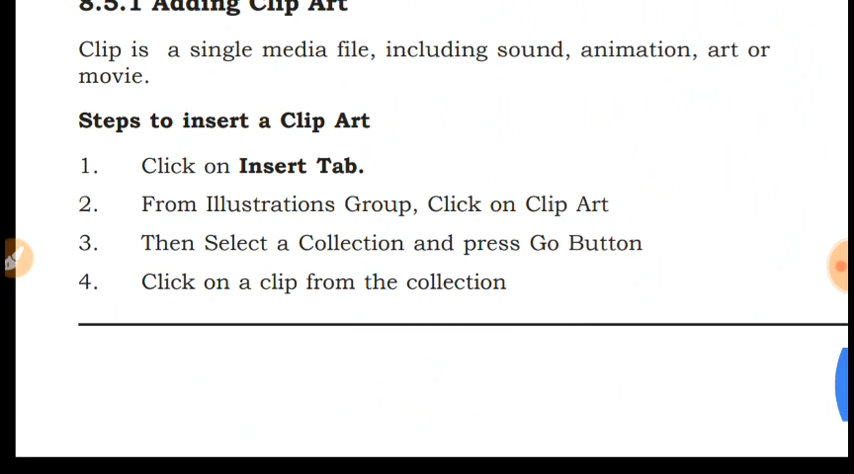 8.5.1 Adding Clip Art
Clip is a single media file, including sound, animation, art or
movie.
Steps to insert a Clip Art
1. Click on Insert Tab.
2. From Illustrations Group, Click on Clip Art
3. Then Select a Collection and press Go Button
4. Click on a clip from the collection